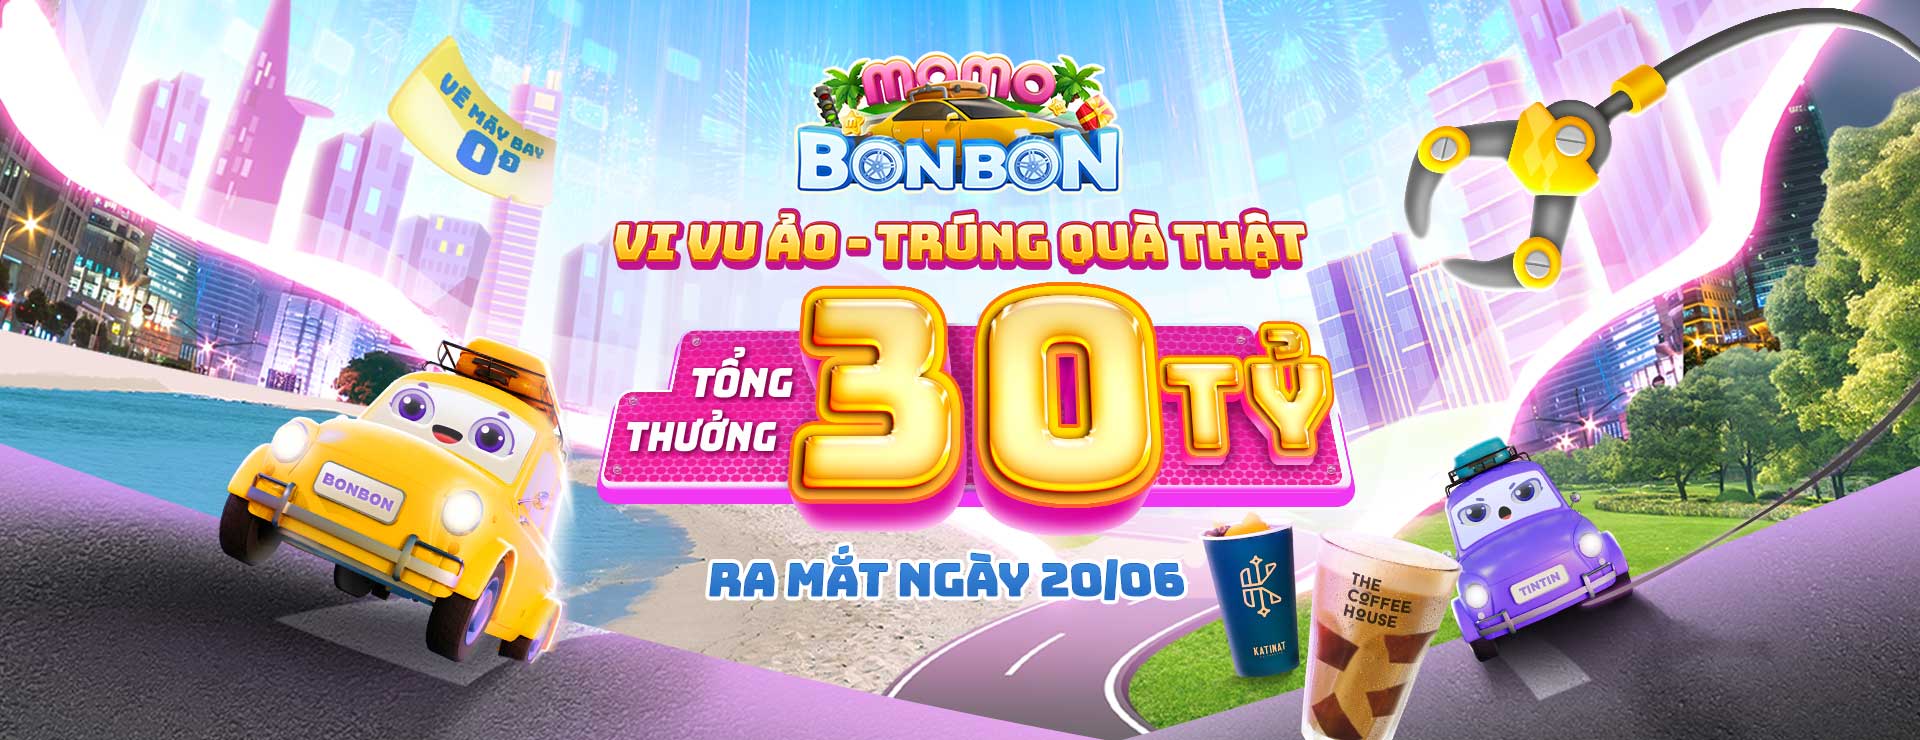 VÉ MÁY BAY
0Đ
MOMO
BONBON
VI VU ẢO - TRÚNG QUÀ THẬT
TỔNG
THƯỞNG
30 TỶ
RA MẮT NGÀY 20/06
BONBON
TINTIN
KATINAT
THE
COFFEE
HOUSE